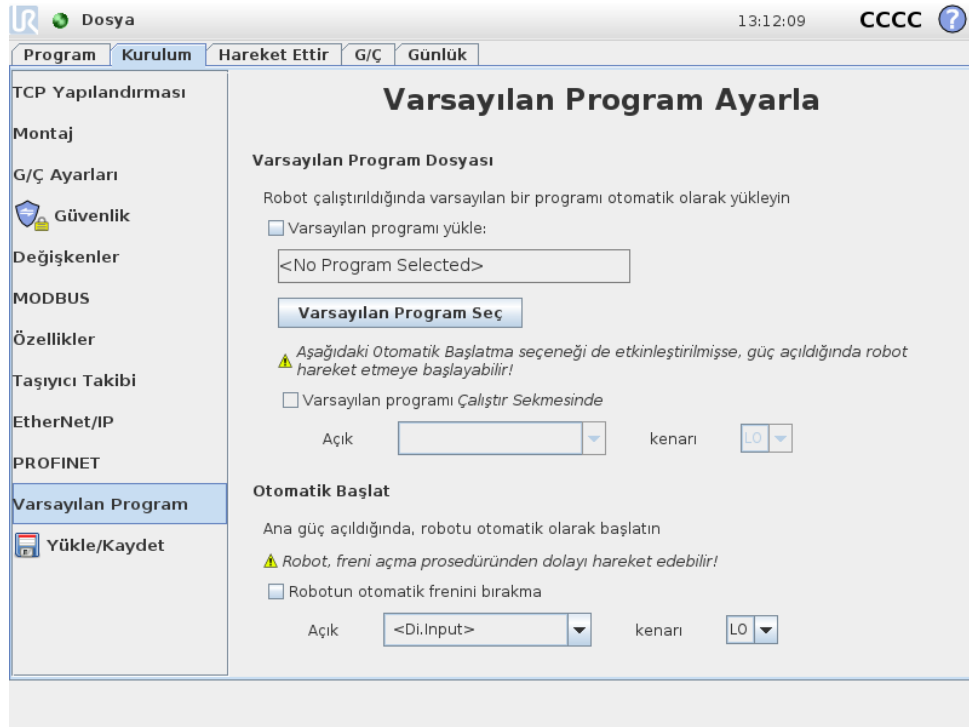 UR Dosya 13:12:09 CCCC ?
Program Kurulum Hareket Ettir G/Ç Günlük
TCP Yapılandırması
Montaj
G/Ç Ayarları
Güvenlik
Değişkenler
MODBUS
Özellikler
Taşıyıcı Takibi
EtherNet/IP
PROFINET
Varsayılan Program
Yükle/Kaydet
Varsayılan Program Ayarla
Varsayılan Program Dosyası
Robot çalıştırıldığında varsayılan bir programı otomatik olarak yükleyin
Varsayılan programı yükle:
<No Program Selected>
Varsayılan Program Seç
Aşağıdaki Otomatik Başlatma seçeneği de etkinleştirilmişse, güç açıldığında robot
hareket etmeye başlayabilir!
Varsayılan programı Çalıştır Sekmesinde
Açık kenarı LO
Otomatik Başlat
Ana güç açıldığında, robotu otomatik olarak başlatın
Robot, freni açma prosedüründen dolayı hareket edebilir!
Robotun otomatik frenini bırakma
Açık <Di.Input> kenarı LO